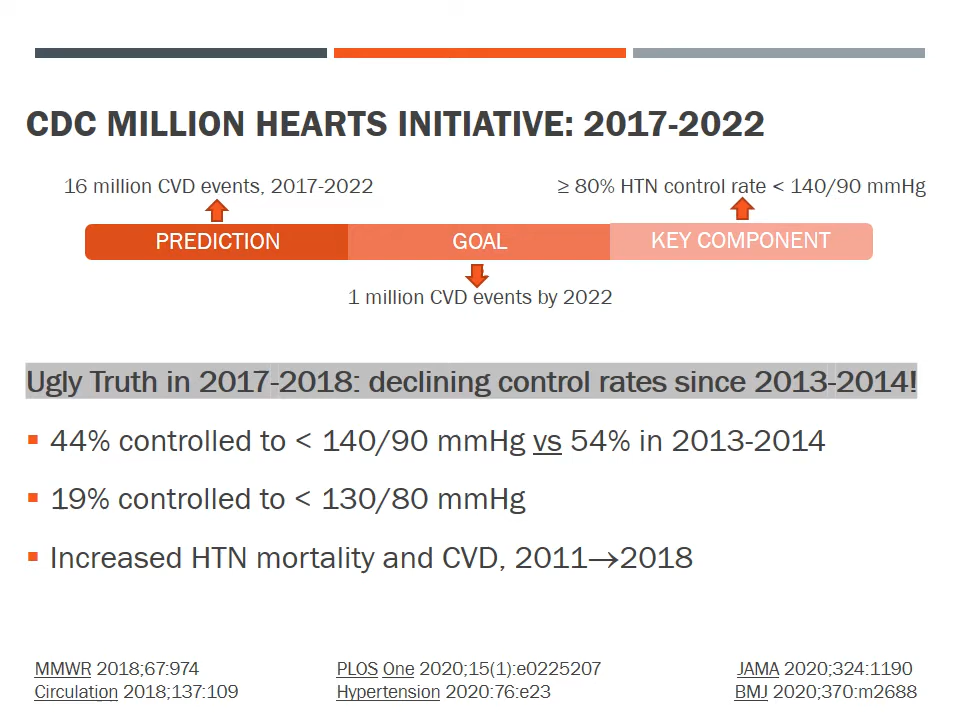 CDC MILLION HEARTS INITIATIVE: 2017-2022
16 million CVD events, 2017-2022
≥ 80% HTN control rate < 140/90 mmHg
PREDICTION
GOAL
KEY COMPONENT
1 million CVD events by 2022
Ugly Truth in 2017-2018: declining control rates since 2013-2014!
▪ 44% controlled to < 140/90 mmHg vs 54% in 2013-2014
▪ 19% controlled to < 130/80 mmHg
▪ Increased HTN mortality and CVD, 2011→2018
MMWR 2018;67:974
PLOS One 2020;15(1):e0225207
JAMA 2020;324:1190
Circulation 2018;137:109
Hypertension 2020:76:e23
BMJ 2020;370:m2688